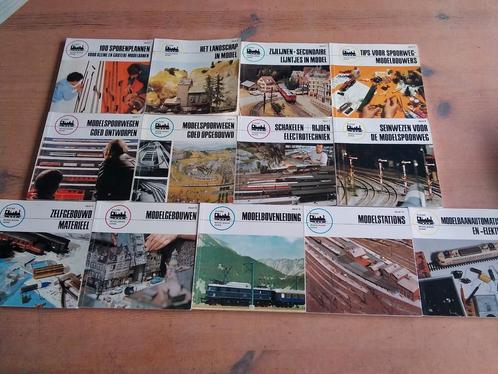 100 SPORENPLANNEN
VOOR KLEINE EN GROTERE MODELBANEN
HET LANDSCHAP
IN MODEL
ZIJLIJNEN - SECUNDAIRE
LIJNTJES IN MODEL
TIPS VOOR SPOORWEG-
MODELBOUWERS
MODELSPOORWEGEN
GOED ONTWORPEN
MODELSPOORWEGEN
GOED OPGEBOUWD
SCHAKELEN - RIJDEN
ELECTROTECHNIEK
SEINWEZEN VOOR
DE MODELSPOORWEG
ZELFGEBOUWD
MATERIEEL
MODELGEBOUWEN
MODELBOVENLEIDING
MODELSTATIONS
MODELBAANAUTOMATI
EN -ELEKT